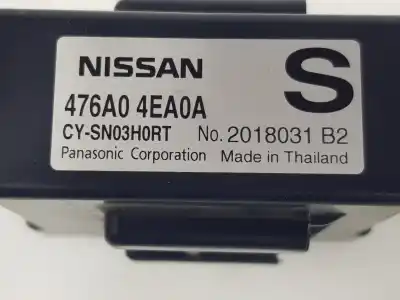 NISSAN S
476A0 4EA0A
CY-SN03H0RT No. 2018031 B2
Panasonic Corporation Made in Thailand